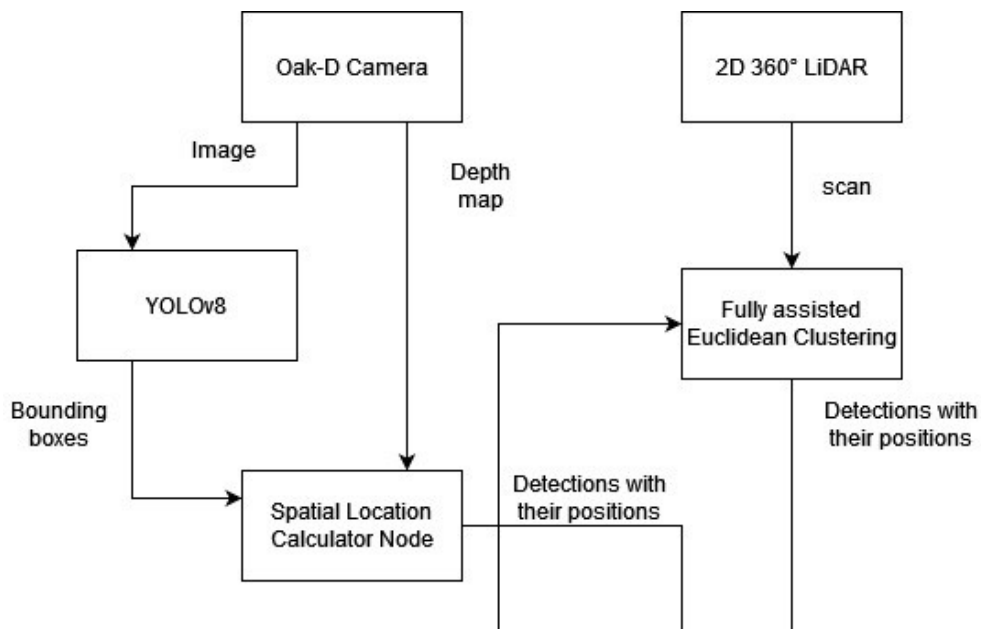 Oak-D Camera
2D 360° LiDAR
Image
Depth
map
scan
YOLOv8
Fully assisted
Euclidean Clustering
Bounding
boxes
Detections with
their positions
Spatial Location
Calculator Node
Detections with
their positions